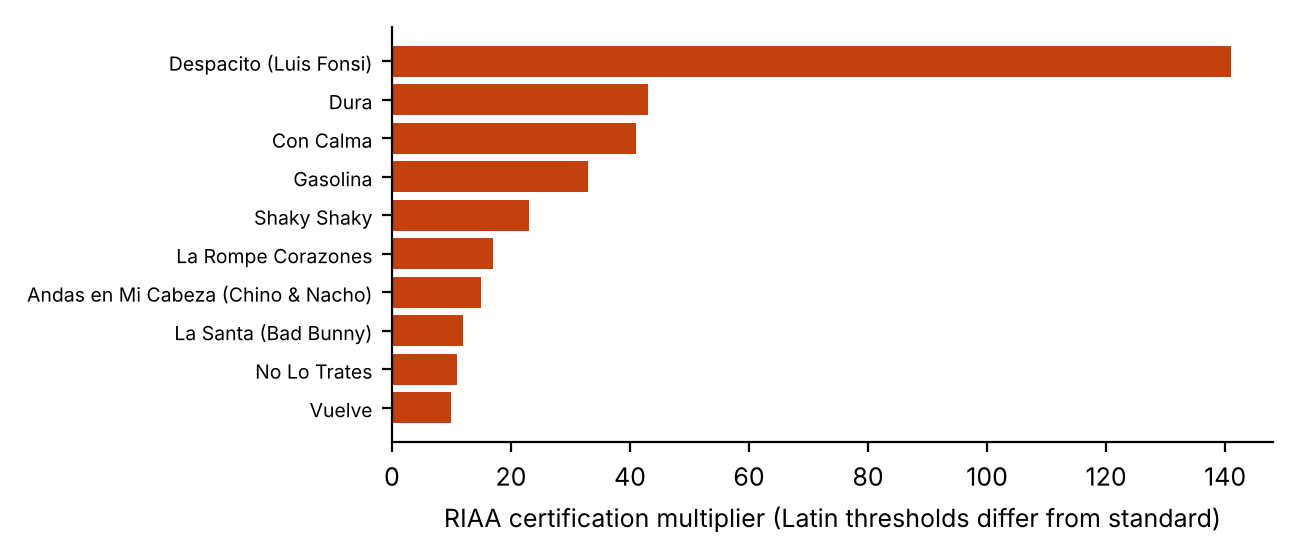 Despacito (Luis Fonsi)
Dura
Con Calma
Gasolina
Shaky Shaky
La Rompe Corazones
Andas en Mi Cabeza (Chino & Nacho)
La Santa (Bad Bunny)
No Lo Trates
Vuelve
0 20 40 60 80 100 120 140
RIAA certification multiplier (Latin thresholds differ from standard)